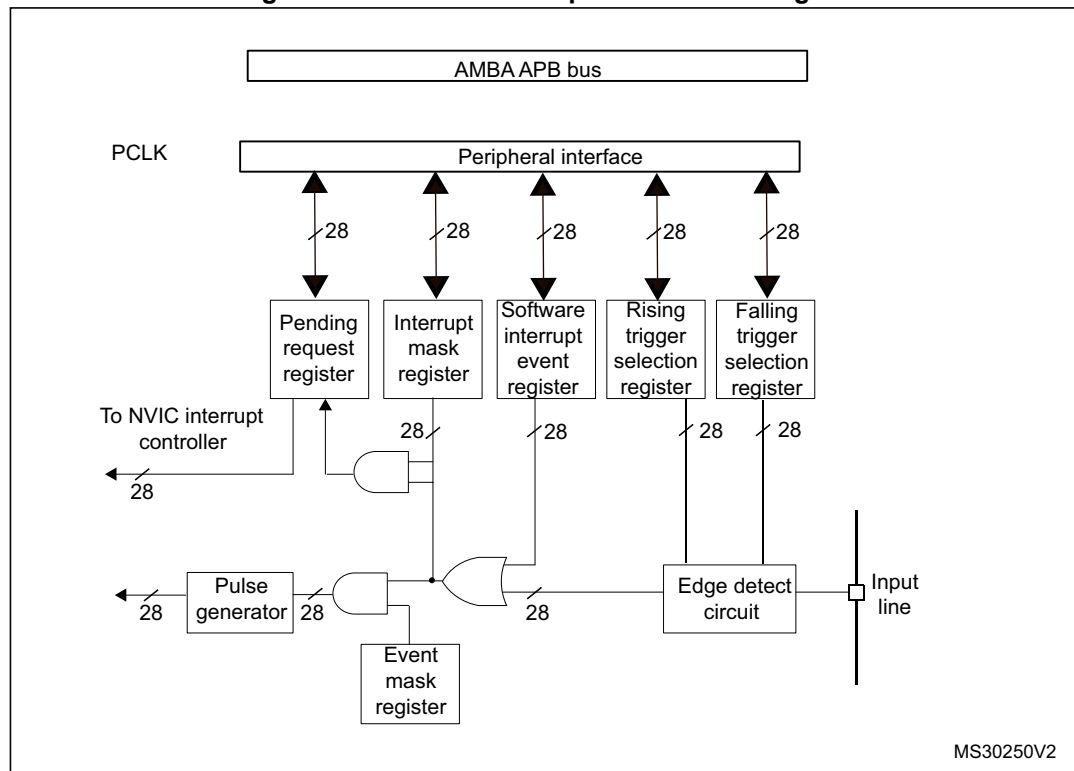 AMBA APB bus
PCLK
Peripheral interface
28
28
28
28
28
Pending
request
register
Interrupt
mask
register
Software
interrupt
event
register
Rising
trigger
selection
register
Falling
trigger
selection
register
To NVIC interrupt
controller
28
28
28
28
28
28
Pulse
generator
28
28
Edge detect
circuit
Input
line
Event
mask
register
MS30250V2